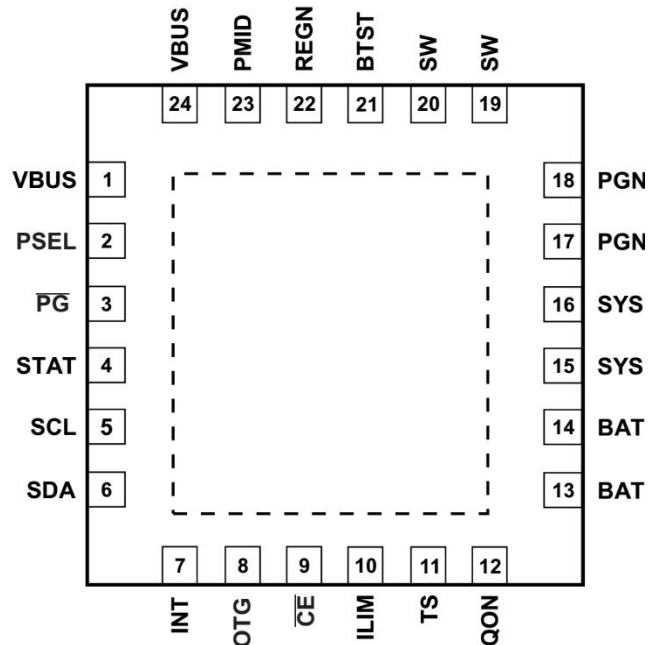 VBUS PMID REGN BTST SW SW
24 23 22 21 20 19
VBUS 1 18 PGN
PSEL 2 17 PGN
P̅G̅ 3 16 SYS
STAT 4 15 SYS
SCL 5 14 BAT
SDA 6 13 BAT
7 8 9 10 11 12
INT OTG C̅E̅ ILIM TS QON